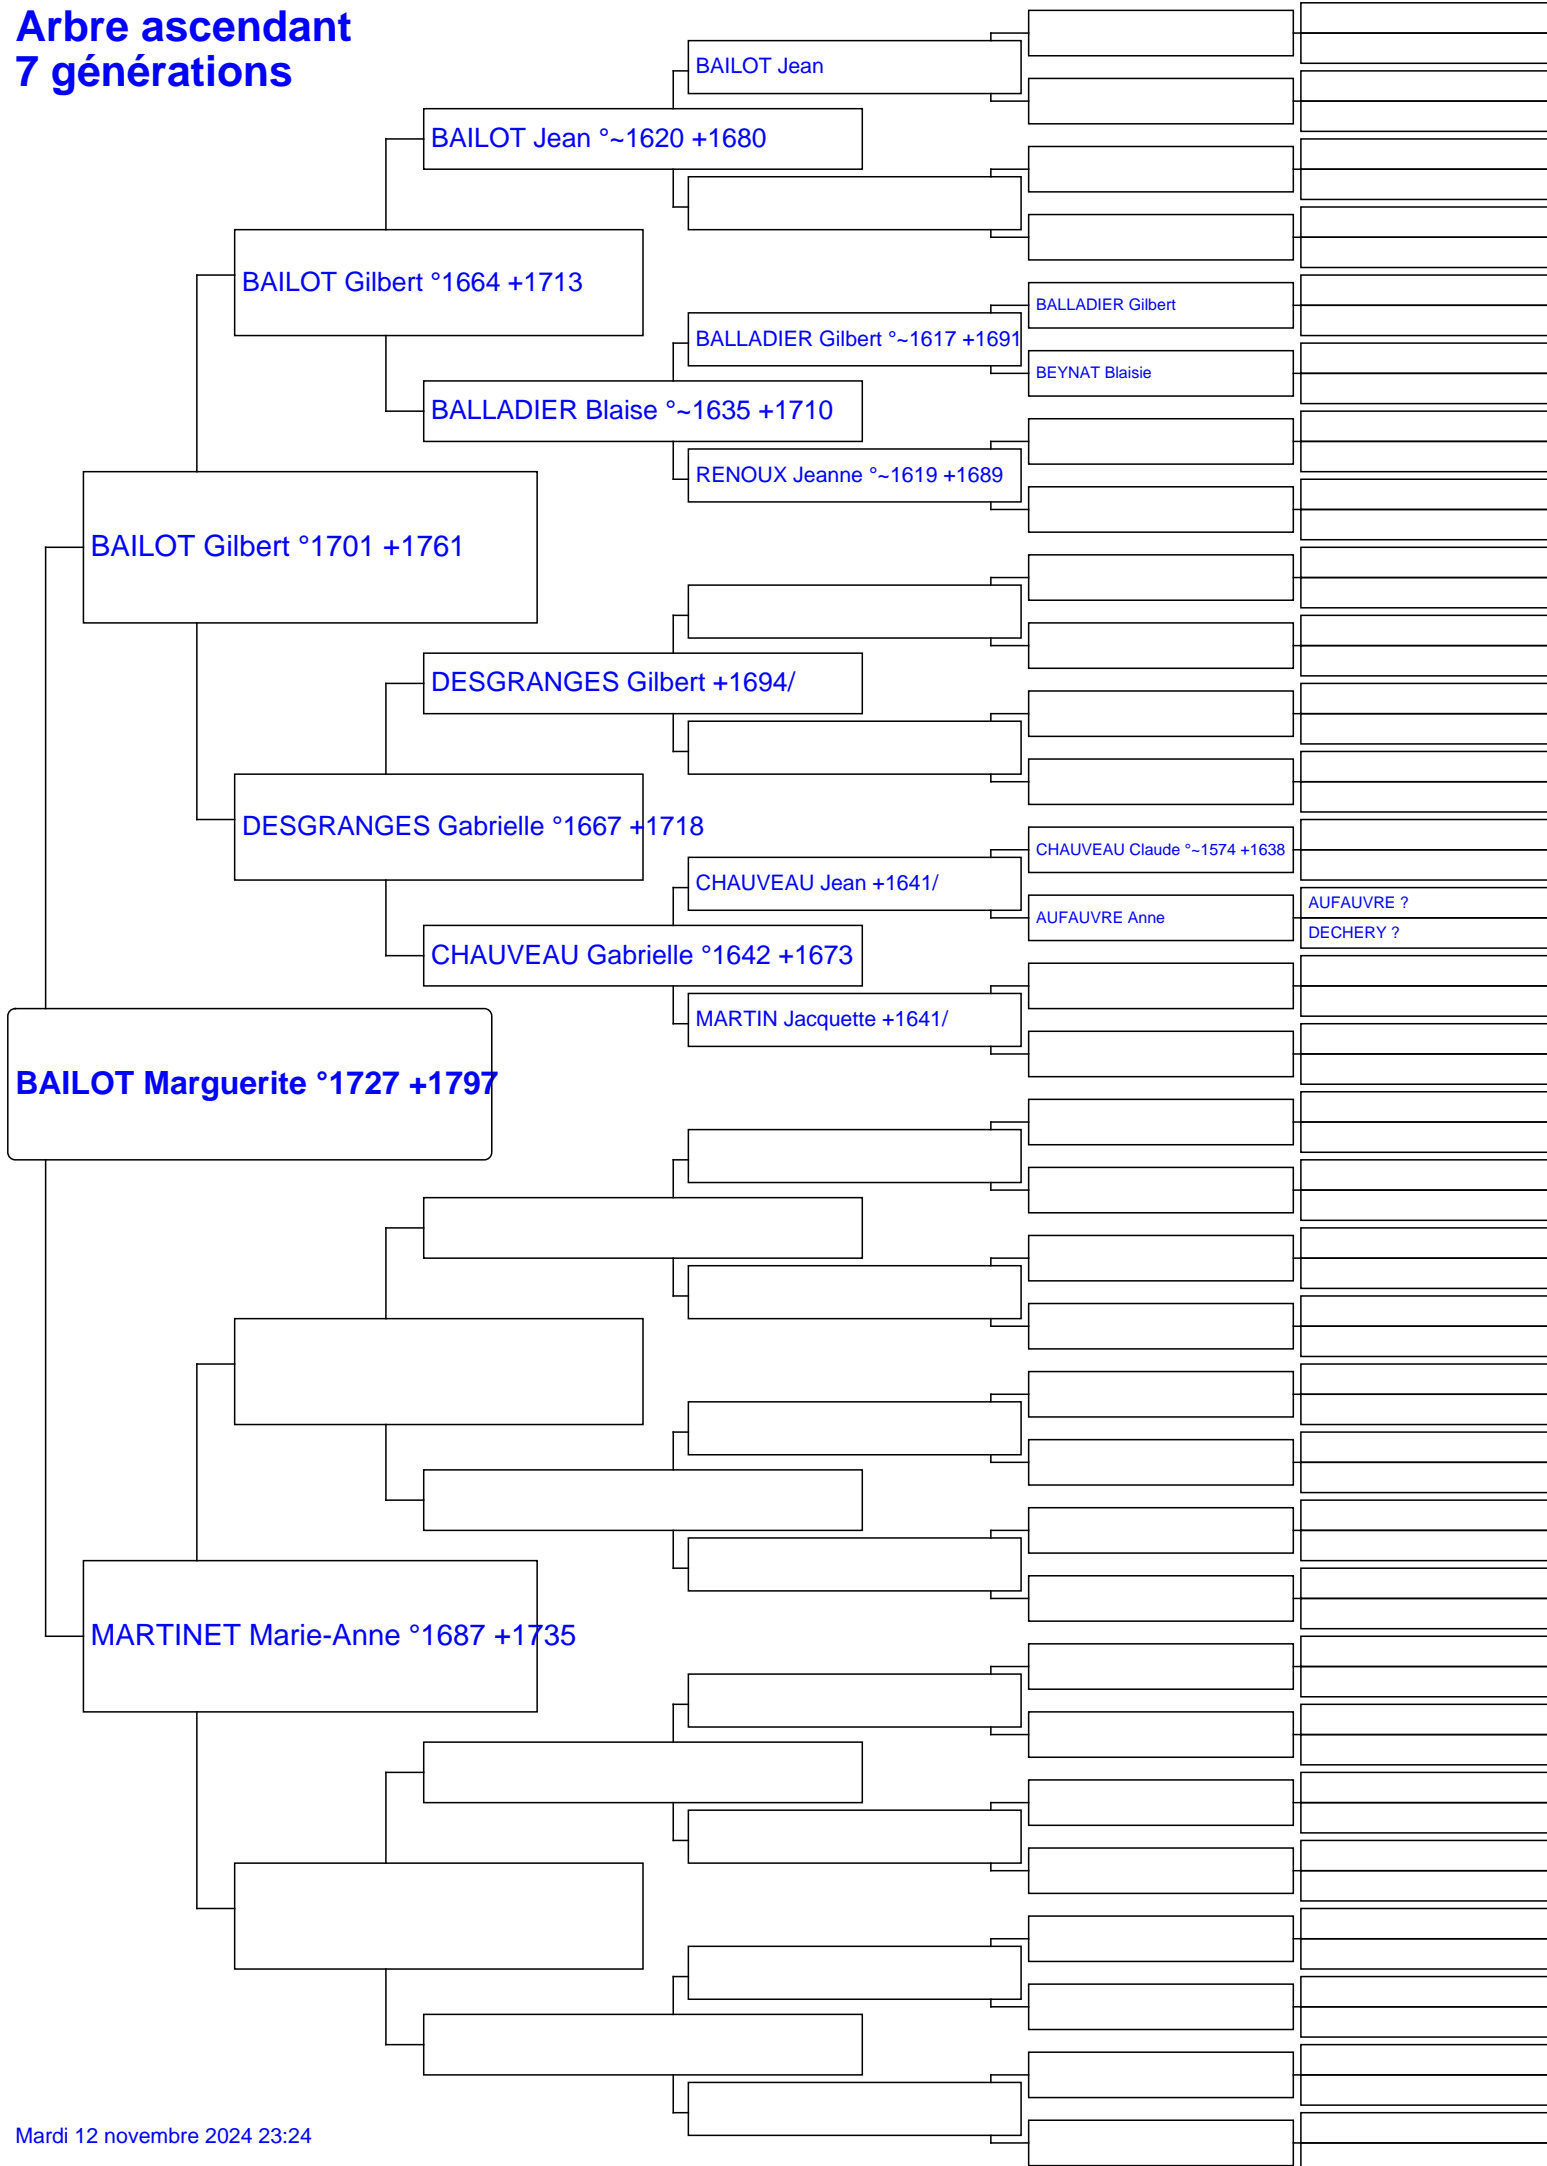 Arbre ascendant
7 générations
BAILOT Jean
BAILOT Jean °~1620 +1680
BAILOT Gilbert °1664 +1713
BALLADIER Gilbert
BALLADIER Gilbert °~1617 +1691
BEYNAT Blaisie
BALLADIER Blaise °~1635 +1710
RENOUX Jeanne °~1619 +1689
BAILOT Gilbert °1701 +1761
DESGRANGES Gilbert +1694/
DESGRANGES Gabrielle °1667 +1718
CHAUVEAU Claude °~1574 +1638
CHAUVEAU Jean +1641/
AUFAUVRE ?
AUFAUVRE Anne
DECHERY ?
CHAUVEAU Gabrielle °1642 +1673
MARTIN Jacquette +1641/
BAILOT Marguerite °1727 +1797
MARTINET Marie-Anne °1687 +1735
Mardi 12 novembre 2024 23:24